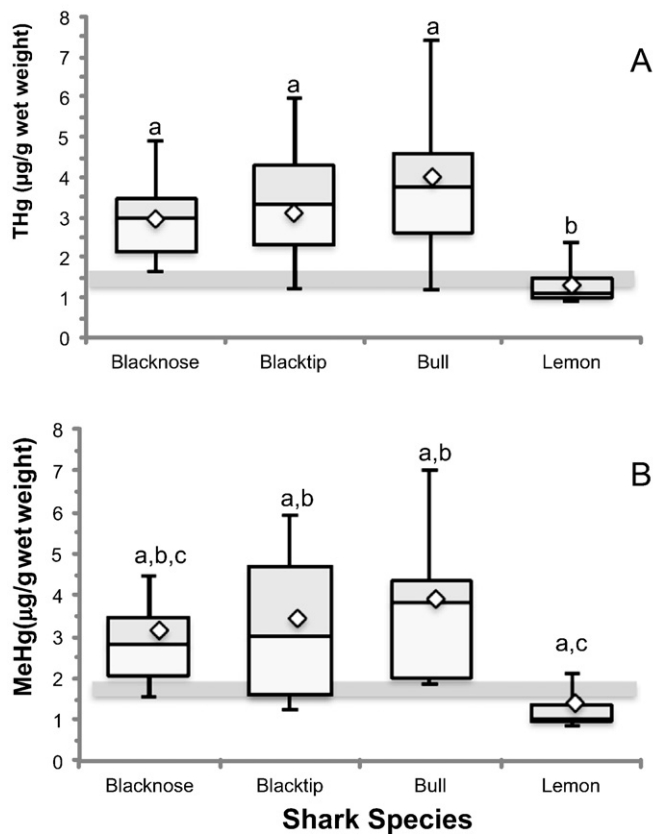 A
THg (µg/g wet weight)
8
7
6
5
4
3
2
1
0
a
a
a
b
Blacknose Blacktip Bull Lemon
B
MeHg(µg/g wet weight)
8
7
6
5
4
3
2
1
0
a,b,c
a,b
a,b
a,c
Blacknose Blacktip Bull Lemon
Shark Species